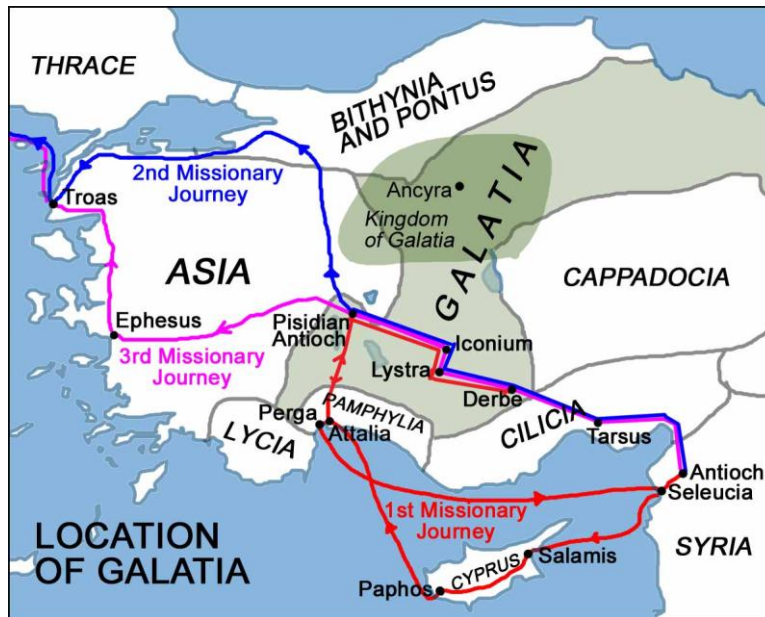 THRACE
BITHYNIA
AND PONTUS
2nd Missionary
Journey
Troas
Ancyra
Kingdom
of Galatia
GALATIA
ASIA
CAPPADOCIA
Ephesus
Pisidian
Antioch
Iconium
3rd Missionary
Journey
Lystra
Derbe
PAMPHYLIA
Perga
Attalia
LYCIA
CILICIA
Tarsus
Antioch
Seleucia
1st Missionary
Journey
LOCATION
OF GALATIA
SYRIA
Salamis
CYPRUS
Paphos